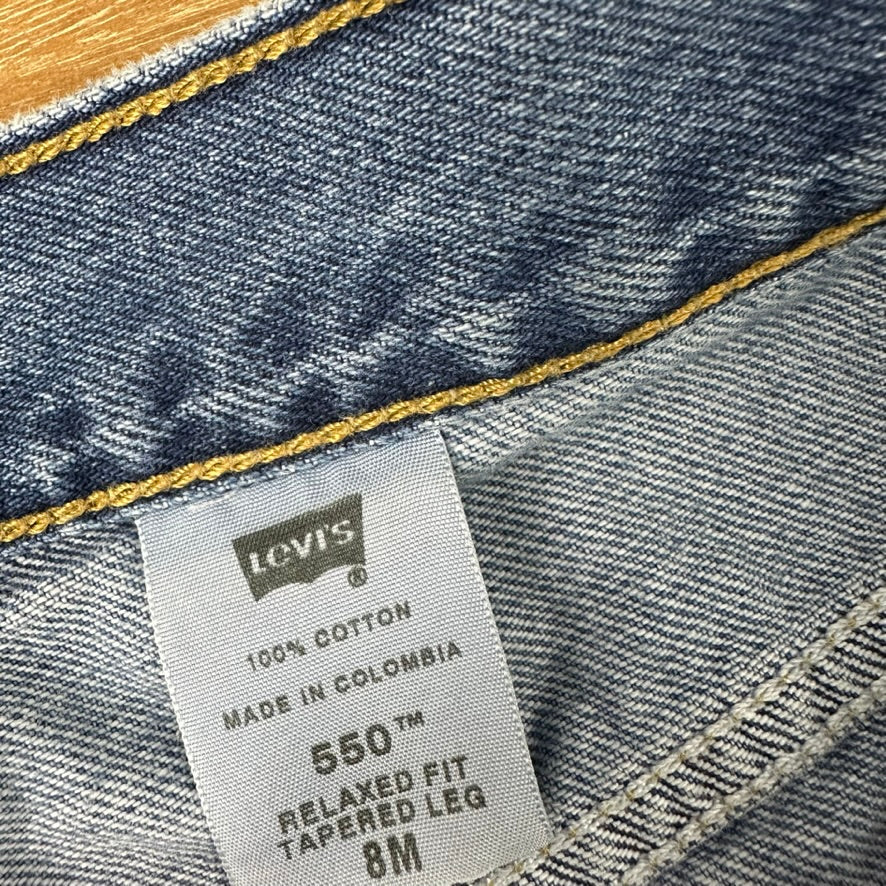 LEVI'S ®
100% COTTON
MADE IN COLOMBIA
550™
RELAXED FIT
TAPERED LEG
8M